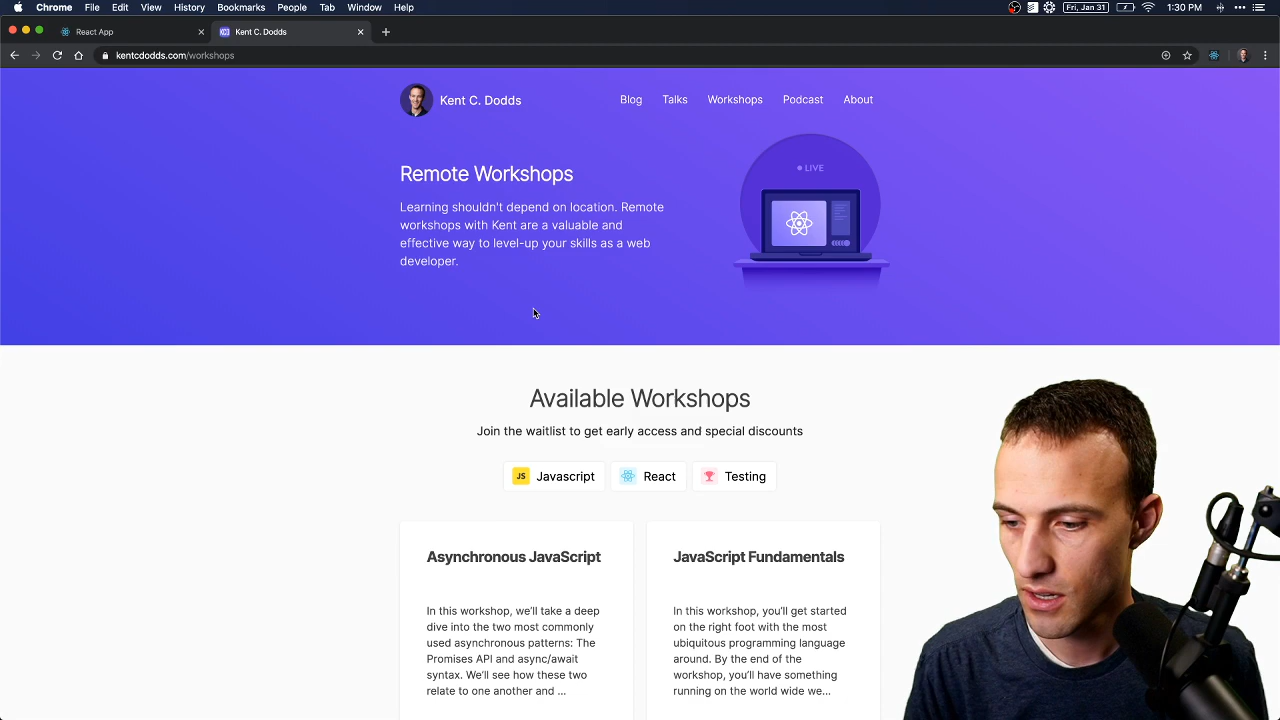 Chrome File Edit View History Bookmarks People Tab Window Help Fri, Jan 31 1:30 PM
React App Kent C. Dodds
kentcdodds.com/workshops
Kent C. Dodds Blog Talks Workshops Podcast About
LIVE
Remote Workshops
Learning shouldn't depend on location. Remote
workshops with Kent are a valuable and
effective way to level-up your skills as a web
developer.
Available Workshops
Join the waitlist to get early access and special discounts
JS Javascript React Testing
Asynchronous JavaScript
In this workshop, we'll take a deep
dive into the two most commonly
used asynchronous patterns: The
Promises API and async/await
syntax. We'll see how these two
relate to one another and ...
JavaScript Fundamentals
In this workshop, you'll get started
on the right foot with the most
ubiquitous programming language
around. By the end of the
workshop, you'll have something
running on the world wide we...